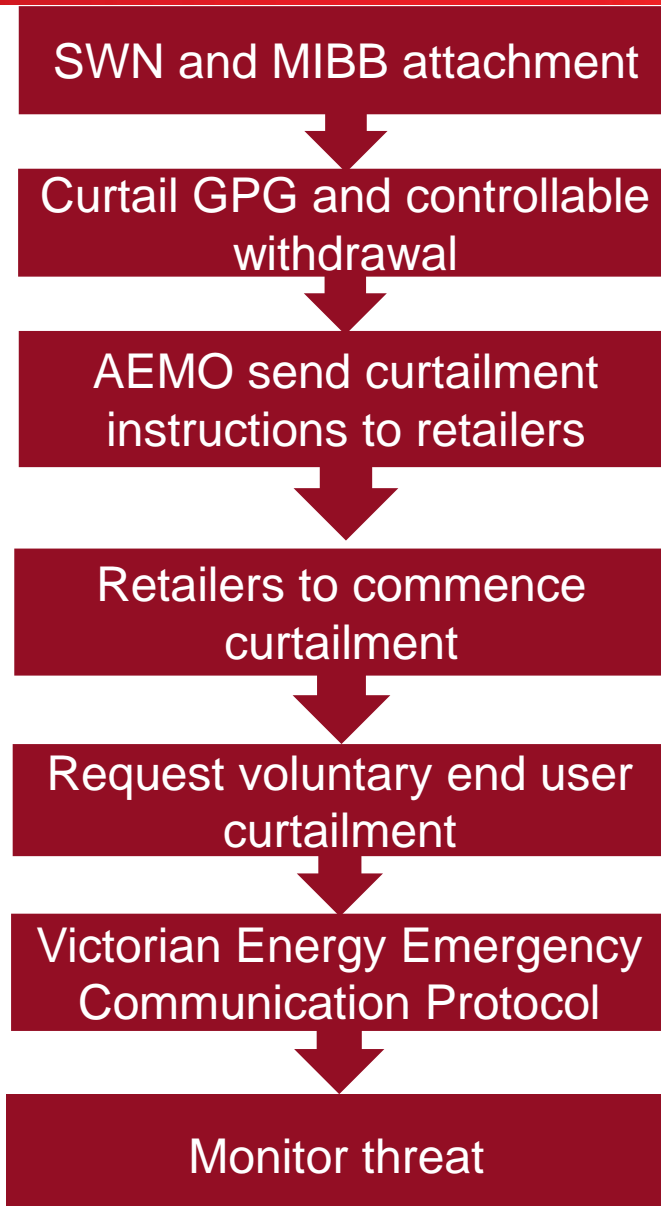 SWN and MIBB attachment
Curtail GPG and controllable
withdrawal
AEMO send curtailment
instructions to retailers
Retailers to commence
curtailment
Request voluntary end user
curtailment
Victorian Energy Emergency
Communication Protocol
Monitor threat